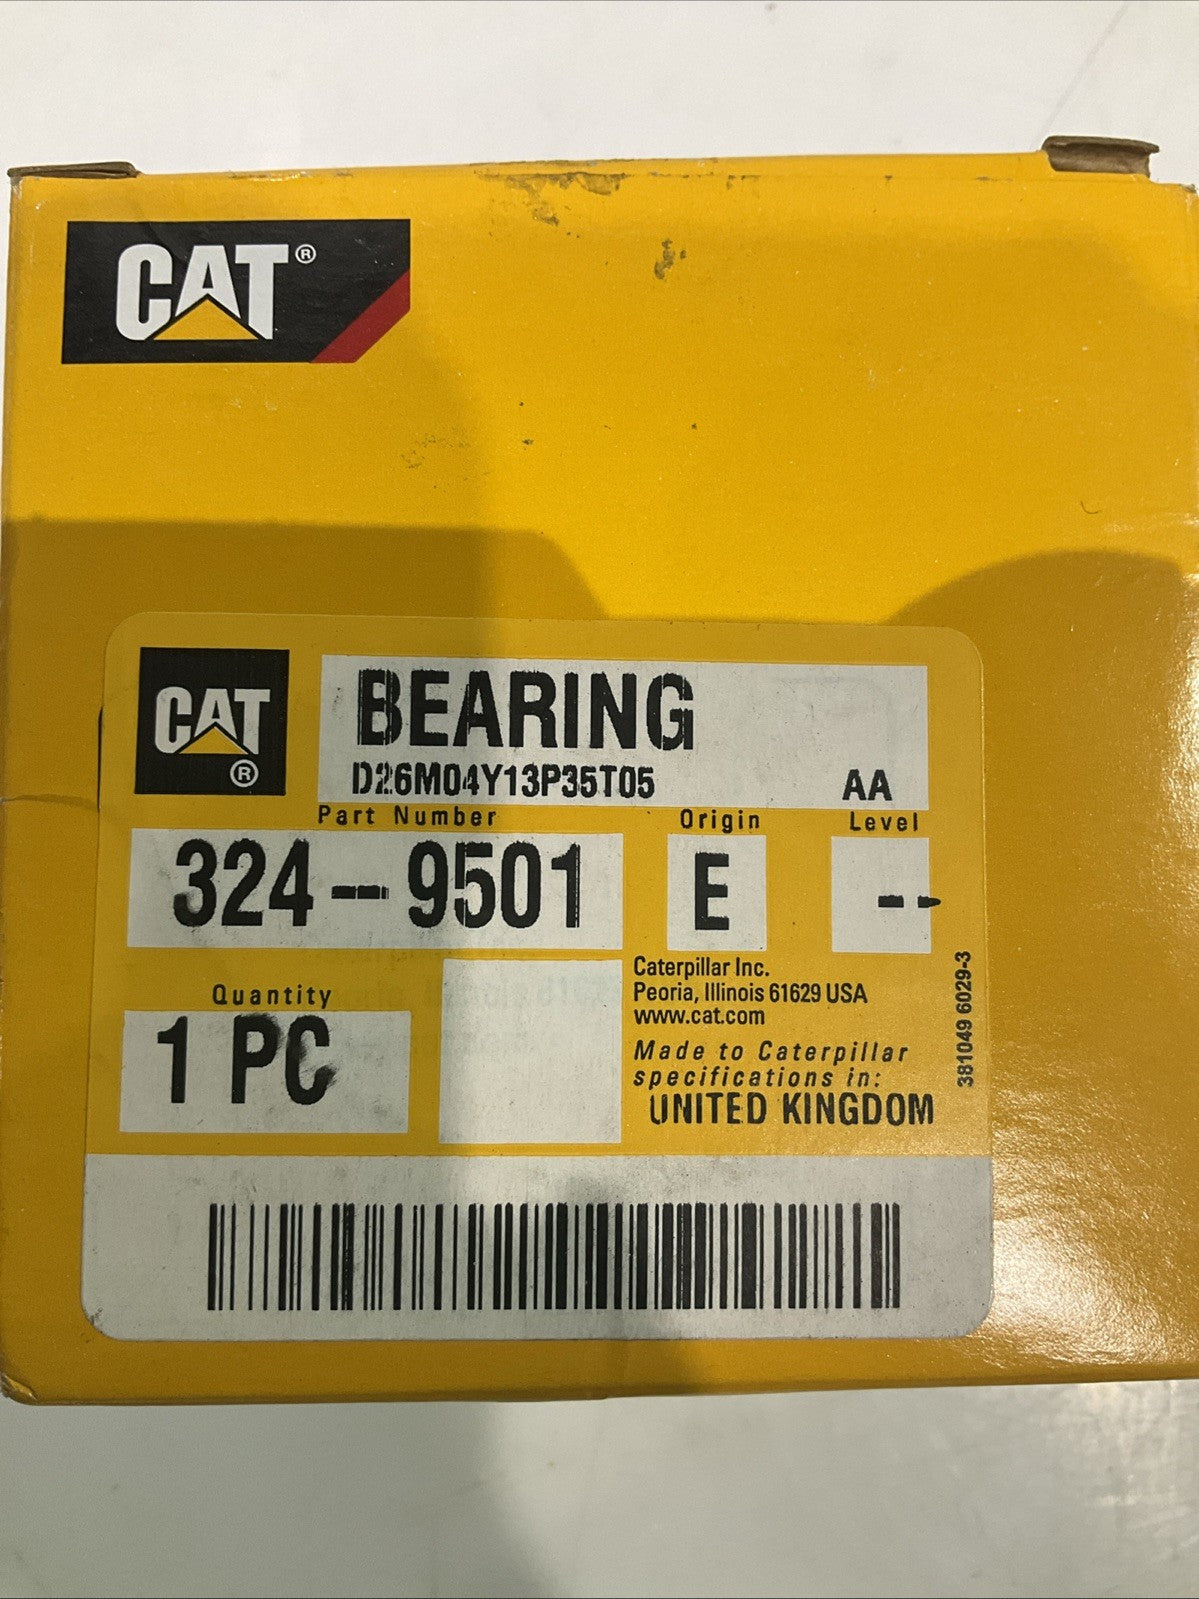 CAT®
CAT®
BEARING
D26M04Y13P35T05 AA
Part Number Origin Level
324-9501 E --
Caterpillar Inc.
Peoria, Illinois 61629 USA
www.cat.com
Quantity
1 PC
Made to Caterpillar
specifications in:
UNITED KINGDOM
381049 6029-3